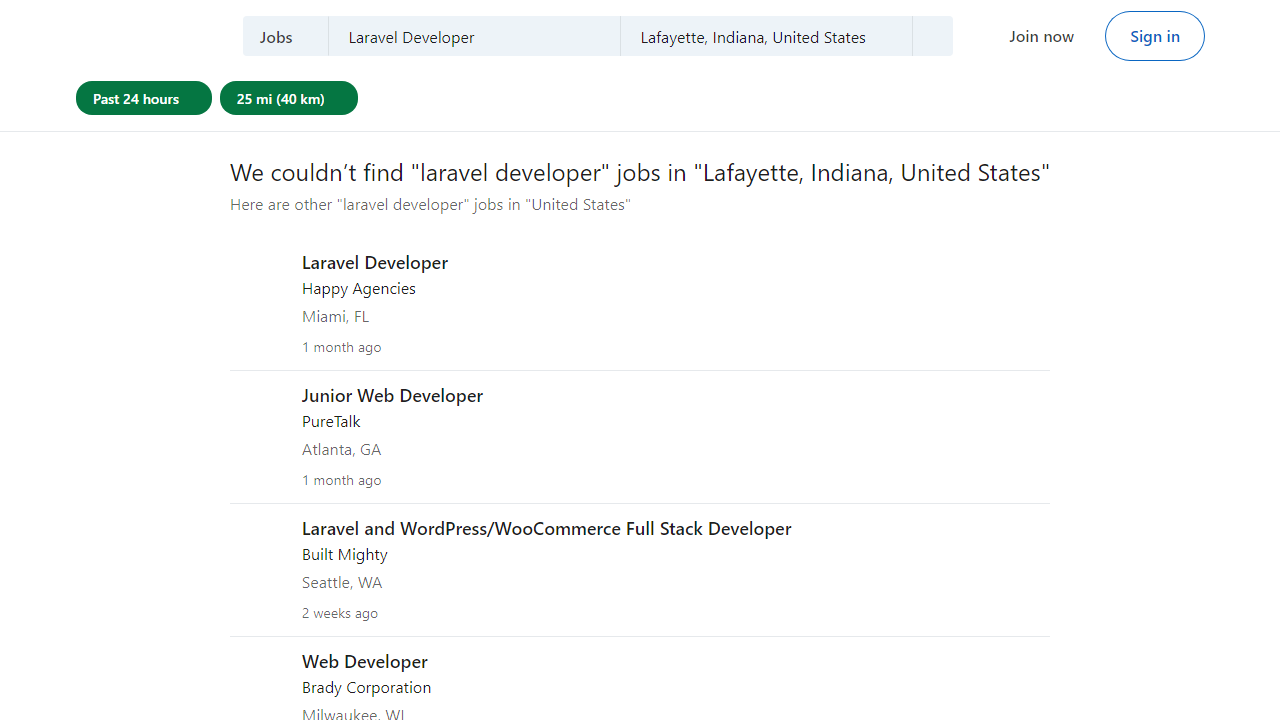 Jobs
Laravel Developer
Lafayette, Indiana, United States
Join now
Sign in
Past 24 hours
25 mi (40 km)
We couldn’t find "laravel developer" jobs in "Lafayette, Indiana, United States"
Here are other "laravel developer" jobs in "United States"
Laravel Developer
Happy Agencies
Miami, FL
1 month ago
Junior Web Developer
PureTalk
Atlanta, GA
1 month ago
Laravel and WordPress/WooCommerce Full Stack Developer
Built Mighty
Seattle, WA
2 weeks ago
Web Developer
Brady Corporation
Milwaukee, WI